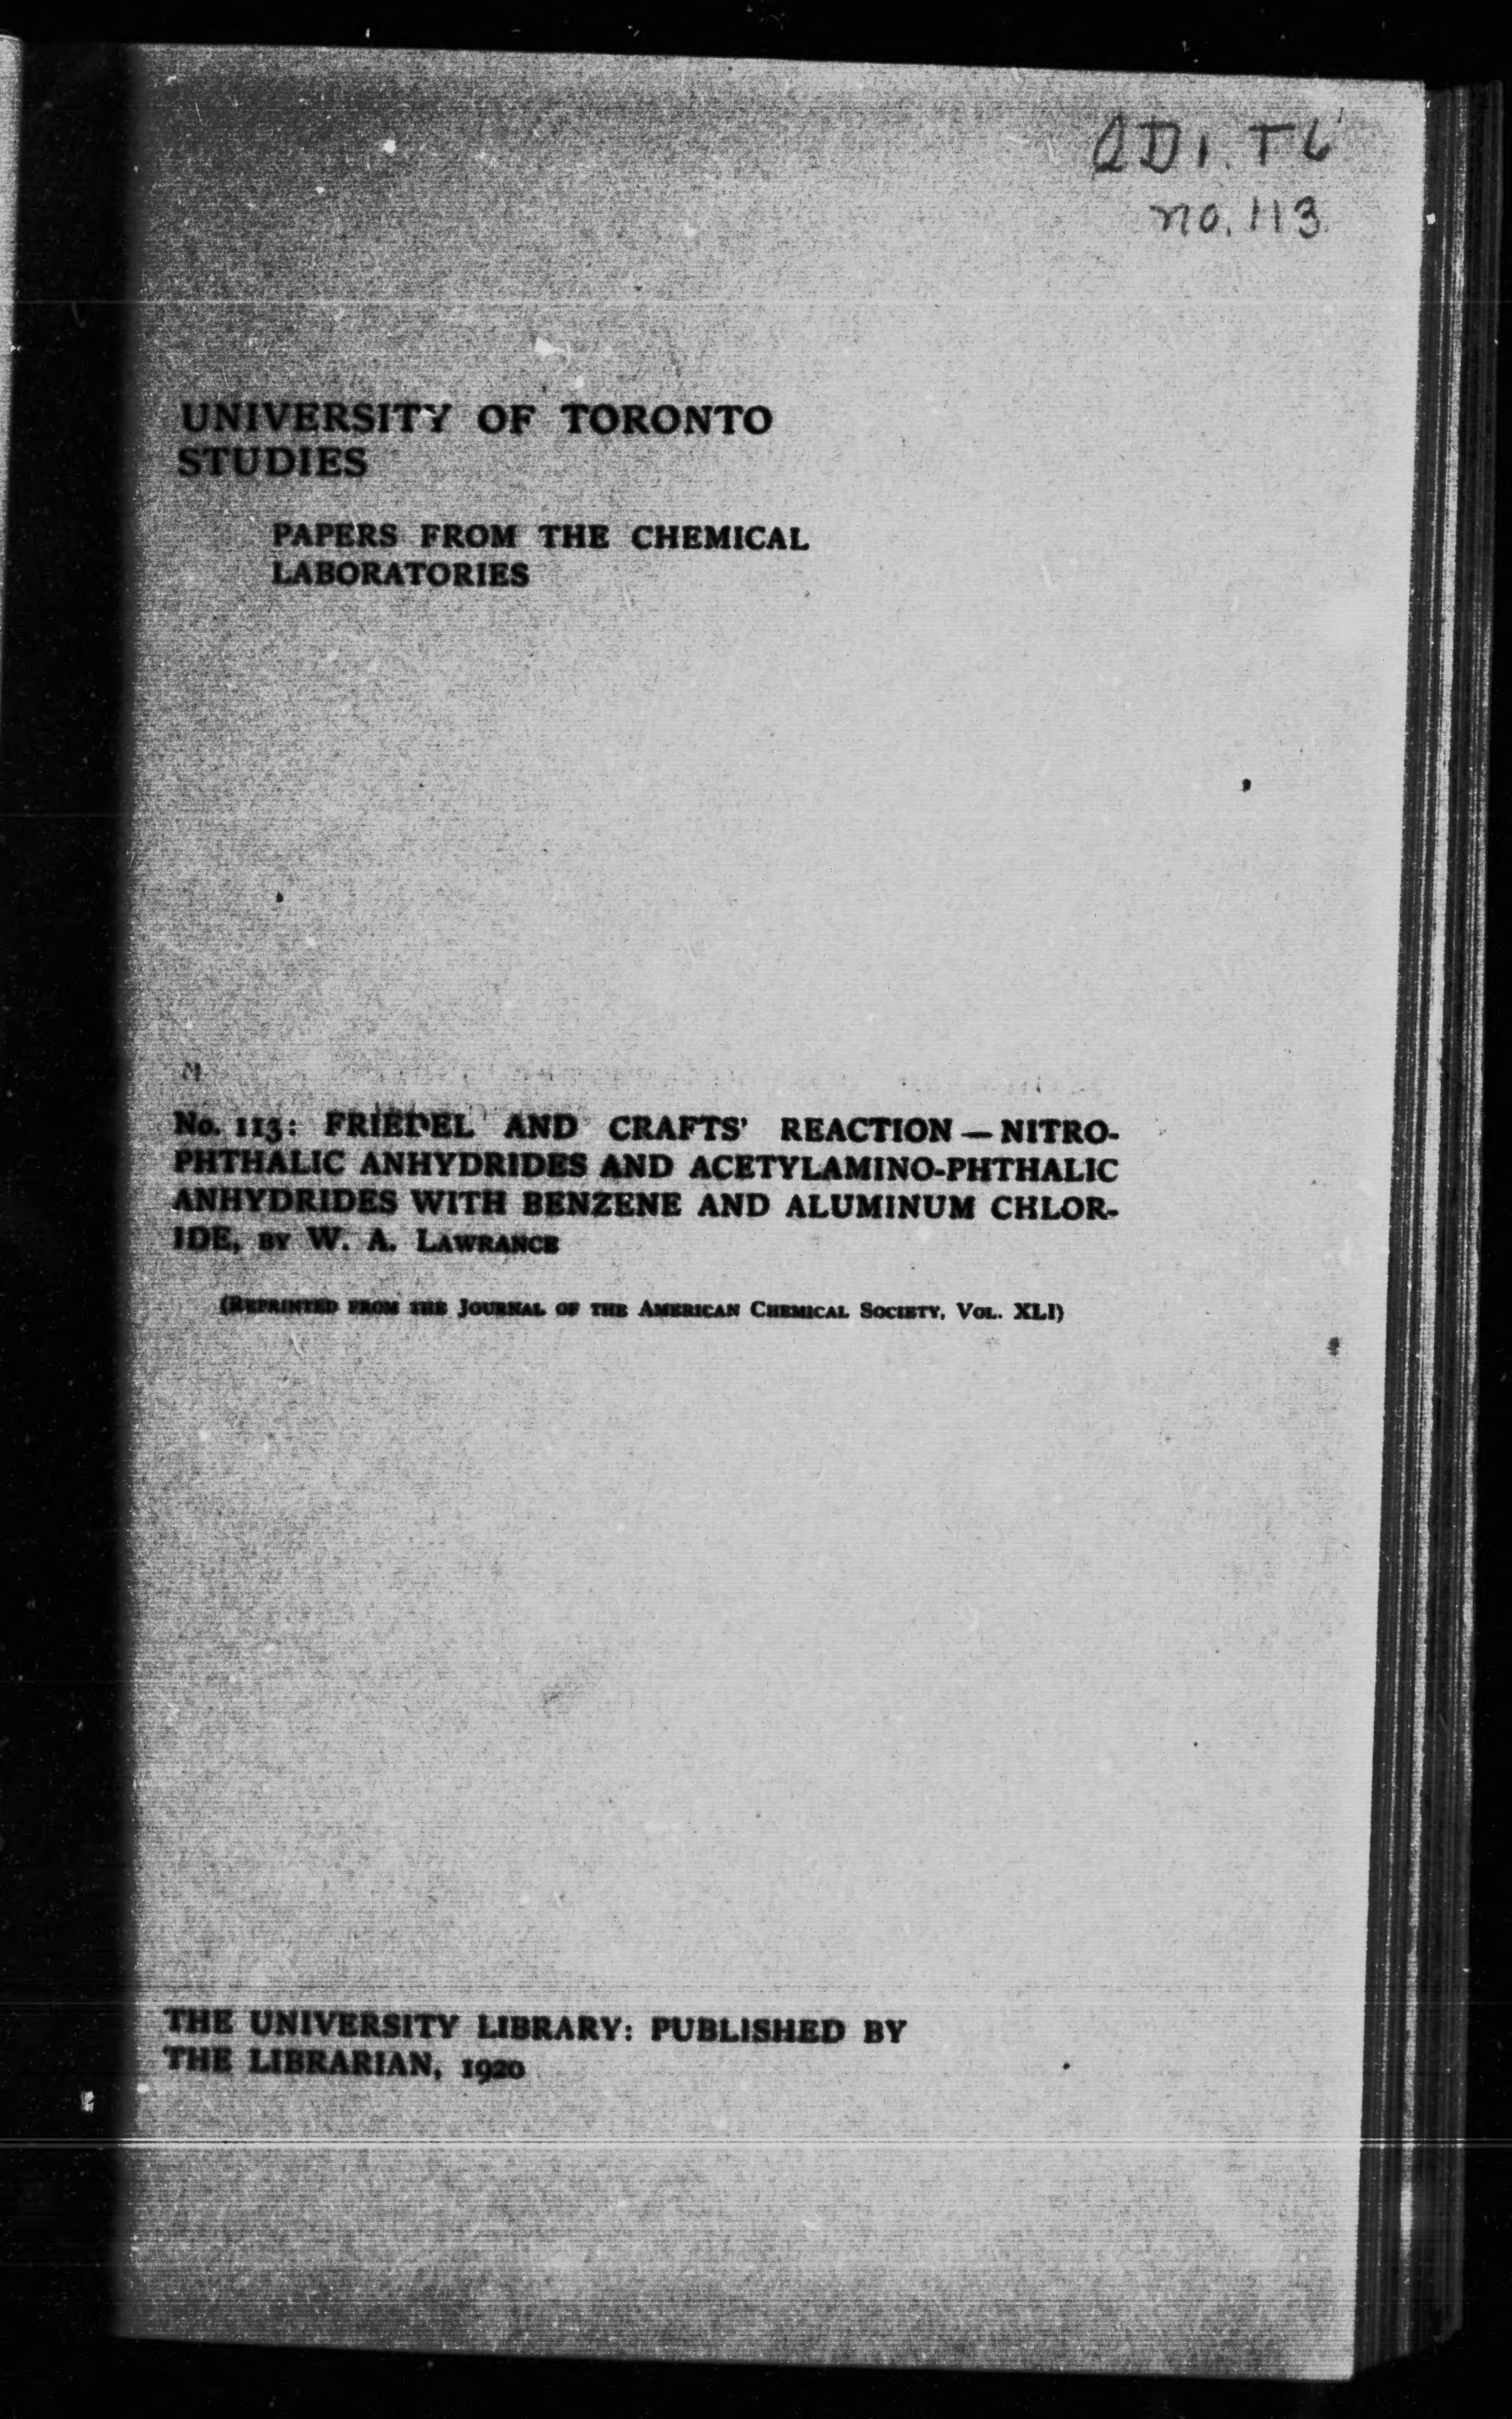 QD1.T6
no. 113
UNIVERSITY OF TORONTO
STUDIES
PAPERS FROM THE CHEMICAL
LABORATORIES
No. 113: FRIEDEL AND CRAFTS' REACTION — NITRO-
PHTHALIC ANHYDRIDES AND ACETYLAMINO-PHTHALIC
ANHYDRIDES WITH BENZENE AND ALUMINUM CHLOR-
IDE, BY W. A. LAWRANCE
(REPRINTED FROM THE JOURNAL OF THE AMERICAN CHEMICAL SOCIETY, VOL. XLI)
THE UNIVERSITY LIBRARY: PUBLISHED BY
THE LIBRARIAN, 1920